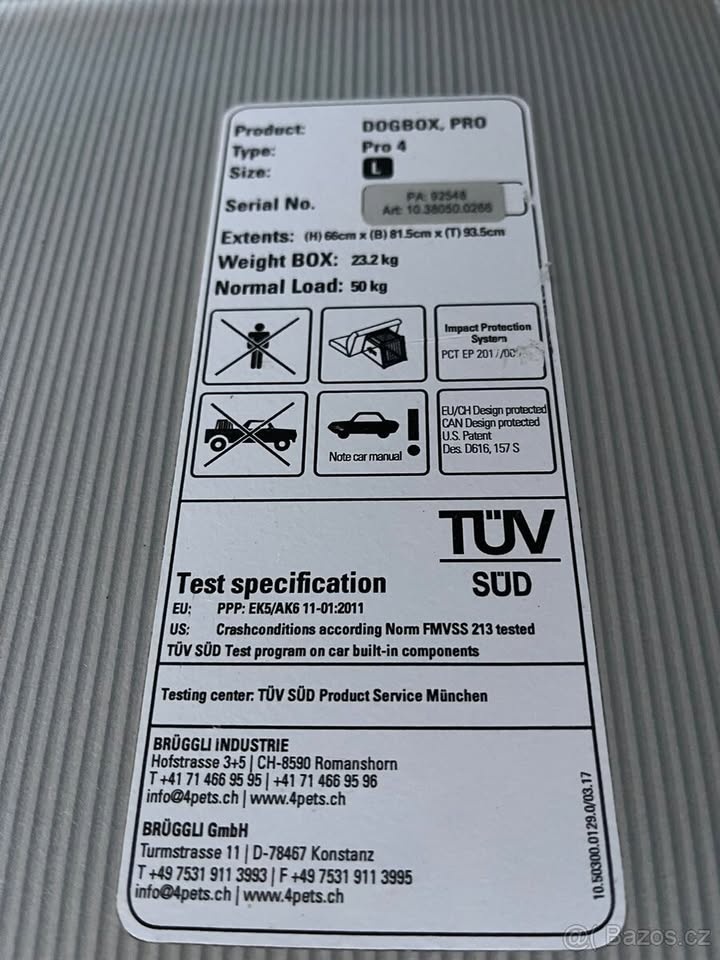 Product: DOGBOX, PRO
Type: Pro 4
Size: L
Serial No. PA: 92548
Art: 10.38050.0266
Extents: (H) 66cm x (B) 81.5cm x (T) 93.5cm
Weight BOX: 23.2 kg
Normal Load: 50 kg
Impact Protection
System
PCT EP
Note car manual
EU/CH Design protected
CAN Design protected
U.S. Patent
Des. D616, 157 S
TÜV
SÜD
Test specification
EU: PPP: EK5/AK6 11-01:2011
US: Crashconditions according Norm FMVSS 213 tested
TÜV SÜD Test program on car built-in components
Testing center: TÜV SÜD Product Service München
BRÜGGLI INDUSTRIE
Hofstrasse 3+5 | CH-8590 Romanshorn
T +41 71 466 95 95 | +41 71 466 95 96
info@4pets.ch | www.4pets.ch
BRÜGGLI GmbH
Turmstrasse 11 | D-78467 Konstanz
T +49 7531 911 3993 | F +49 7531 911 3995
info@4pets.ch | www.4pets.ch
10.50300.0129.0/03.17
@( Bazos.cz